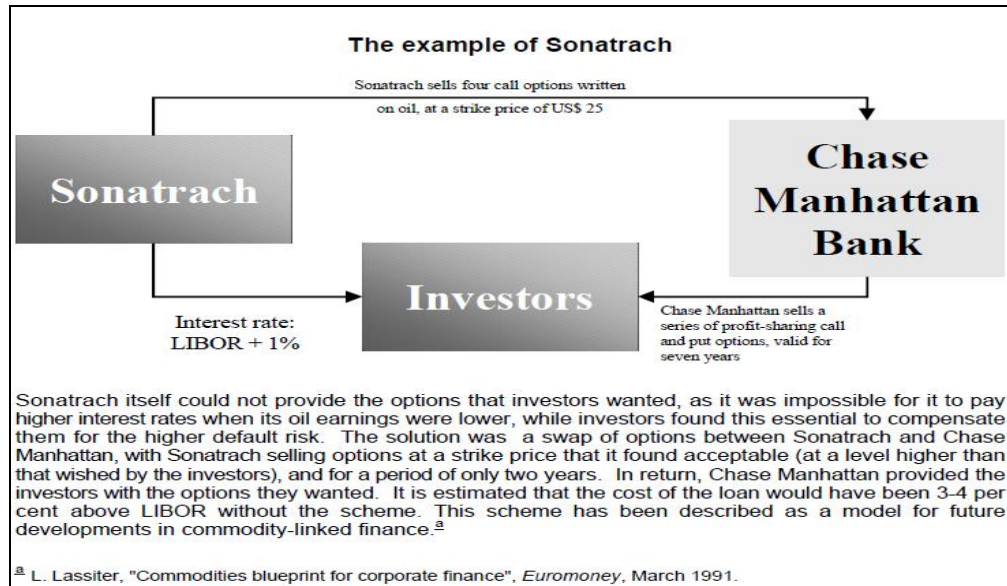 The example of Sonatrach
Sonatrach sells four call options written
on oil, at a strike price of US$ 25
Sonatrach
Chase
Manhattan
Bank
Investors
Interest rate:
LIBOR + 1%
Chase Manhattan sells a
series of profit-sharing call
and put options, valid for
seven years
Sonatrach itself could not provide the options that investors wanted, as it was impossible for it to pay
higher interest rates when its oil earnings were lower, while investors found this essential to compensate
them for the higher default risk. The solution was a swap of options between Sonatrach and Chase
Manhattan, with Sonatrach selling options at a strike price that it found acceptable (at a level higher than
that wished by the investors), and for a period of only two years. In return, Chase Manhattan provided the
investors with the options they wanted. It is estimated that the cost of the loan would have been 3-4 per
cent above LIBOR without the scheme. This scheme has been described as a model for future
developments in commodity-linked finance.a
a L. Lassiter, "Commodities blueprint for corporate finance", Euromoney, March 1991.